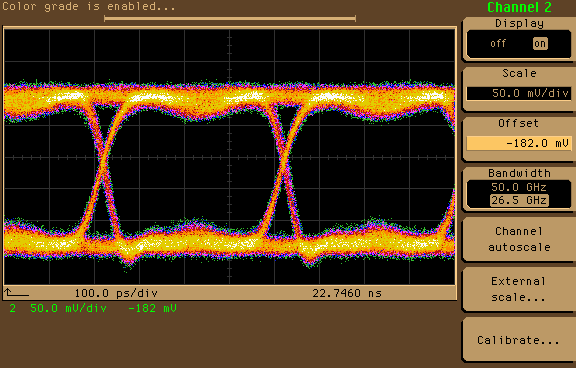 Color grade is enabled...
Channel 2
Display
off on
Scale
50.0 mV/div
Offset
-182.0 mV
Bandwidth
50.0 GHz
26.5 GHz
Channel
autoscale
External
scale...
Calibrate...
100.0 ps/div 22.7460 ns
2 50.0 mV/div -182 mV